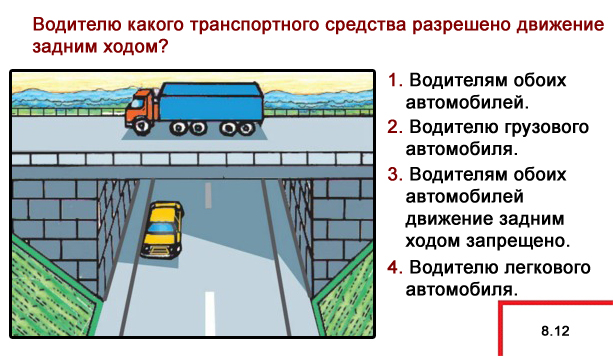 Водителю какого транспортного средства разрешено движение
задним ходом?
1. Водителям обоих
автомобилей.
2. Водителю грузового
автомобиля.
3. Водителям обоих
автомобилей
движение задним
ходом запрещено.
4. Водителю легкового
автомобиля.
8.12